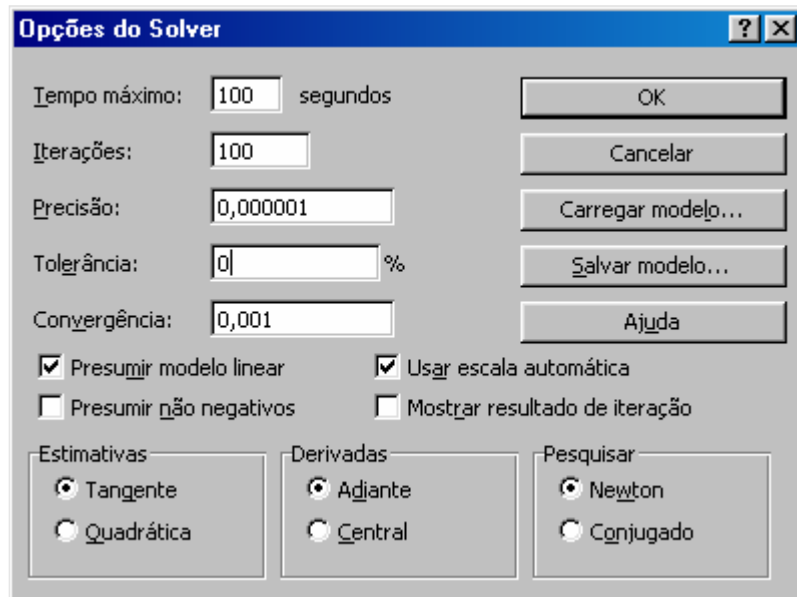 Opções do Solver
Tempo máximo: 100 segundos OK
Iterações: 100 Cancelar
Precisão: 0,000001 Carregar modelo...
Tolerância: 0 % Salvar modelo...
Convergência: 0,001 Ajuda
Presumir modelo linear Usar escala automática
Presumir não negativos Mostrar resultado de iteração
Estimativas Derivadas Pesquisar
Tangente Adiante Newton
Quadrática Central Conjugado